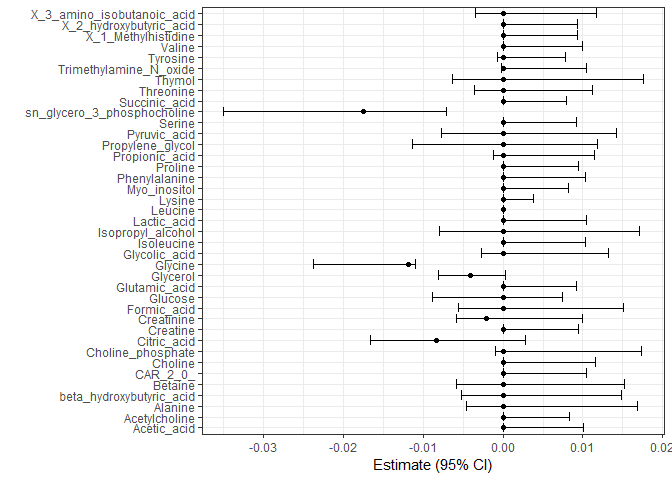 X_3_amino_isobutanoic_acid
X_2_hydroxybutyric_acid
X_1_Methylhistidine
Valine
Tyrosine
Trimethylamine_N_oxide
Thymol
Threonine
Succinic_acid
sn_glycero_3_phosphocholine
Serine
Pyruvic_acid
Propylene_glycol
Propionic_acid
Proline
Phenylalanine
Myo_inositol
Lysine
Leucine
Lactic_acid
Isopropyl_alcohol
Isoleucine
Glycolic_acid
Glycine
Glycerol
Glutamic_acid
Glucose
Formic_acid
Creatinine
Creatine
Citric_acid
Choline_phosphate
Choline
CAR_2_0_
Betaine
beta_hydroxybutyric_acid
Alanine
Acetylcholine
Acetic_acid
-0.03 -0.02 -0.01 0.00 0.01 0.02
Estimate (95% CI)